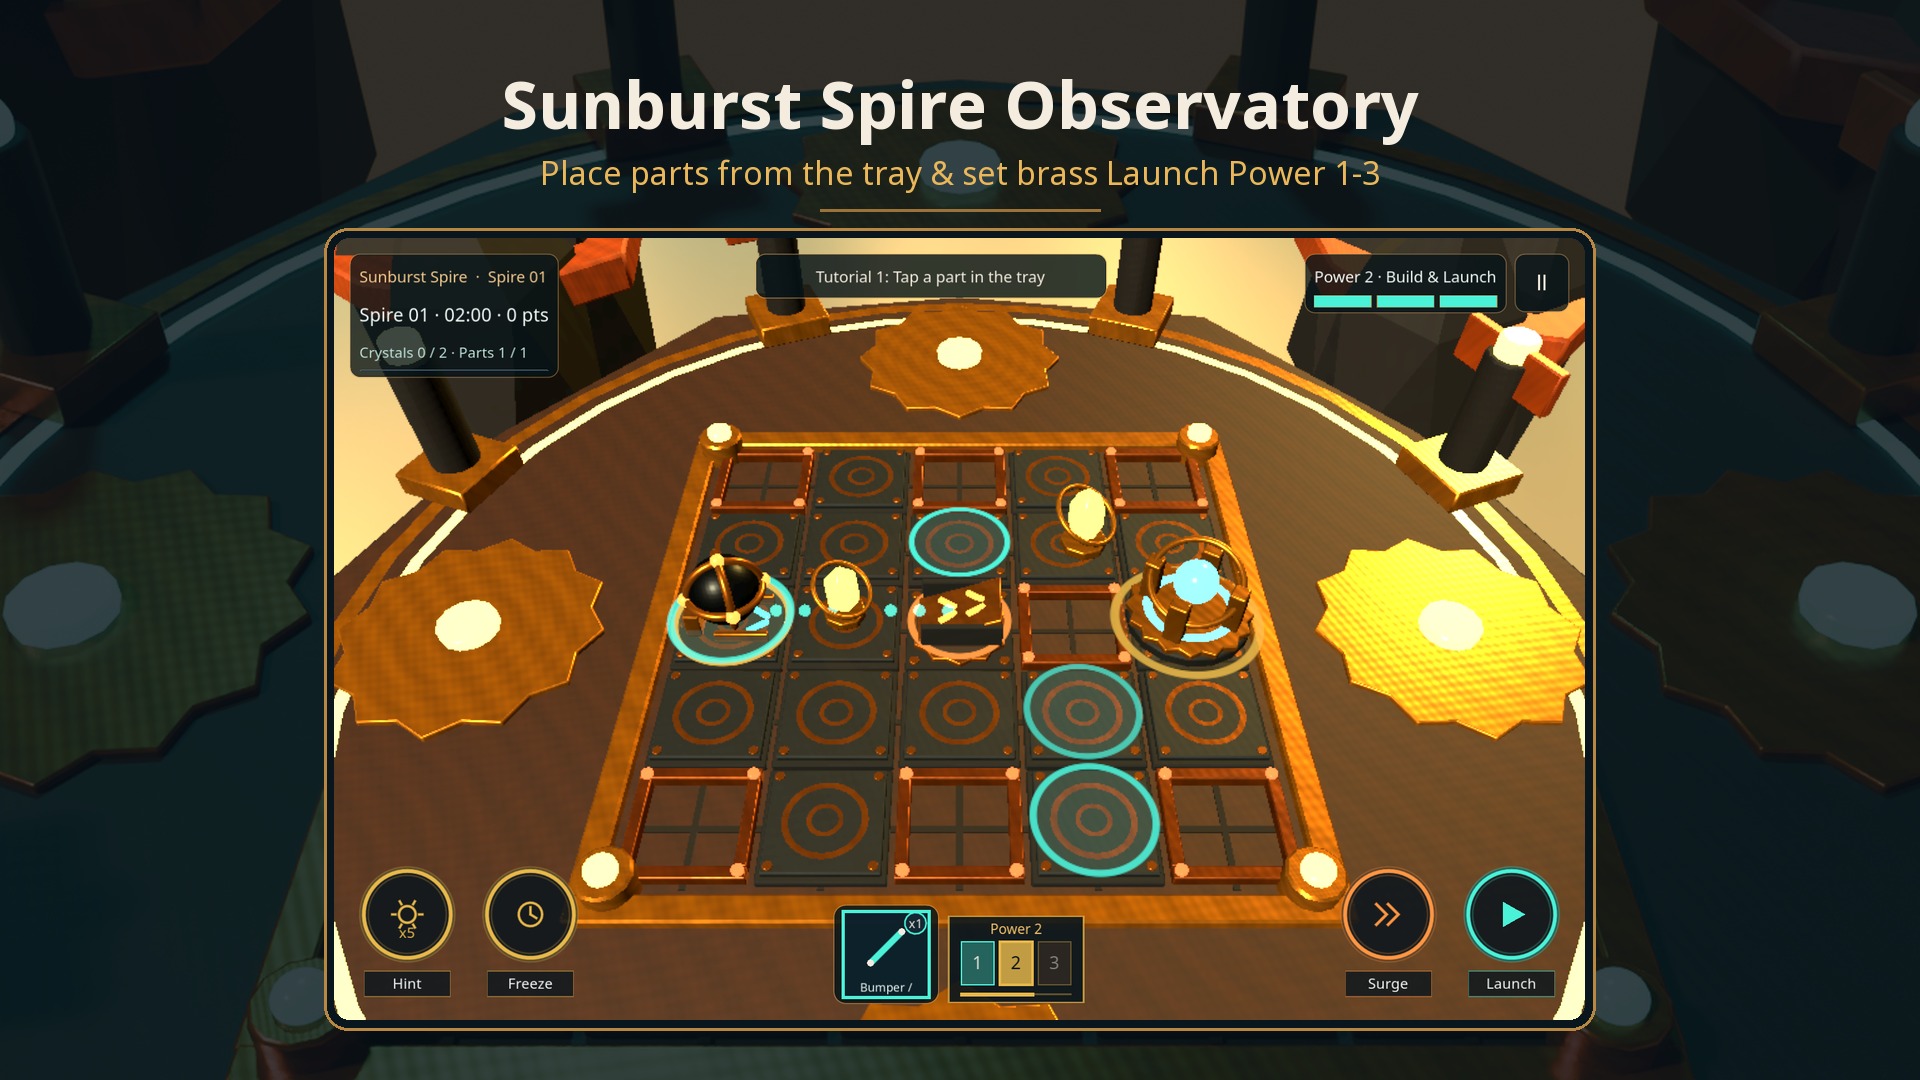 Sunburst Spire Observatory
Place parts from the tray & set brass Launch Power 1-3
Sunburst Spire · Spire 01
Spire 01 · 02:00 · 0 pts
Crystals 0 / 2 · Parts 1 / 1
Tutorial 1: Tap a part in the tray
Power 2 · Build & Launch
x5
Hint
Freeze
x1
Bumper /
Power 2
1 2 3
Surge
Launch